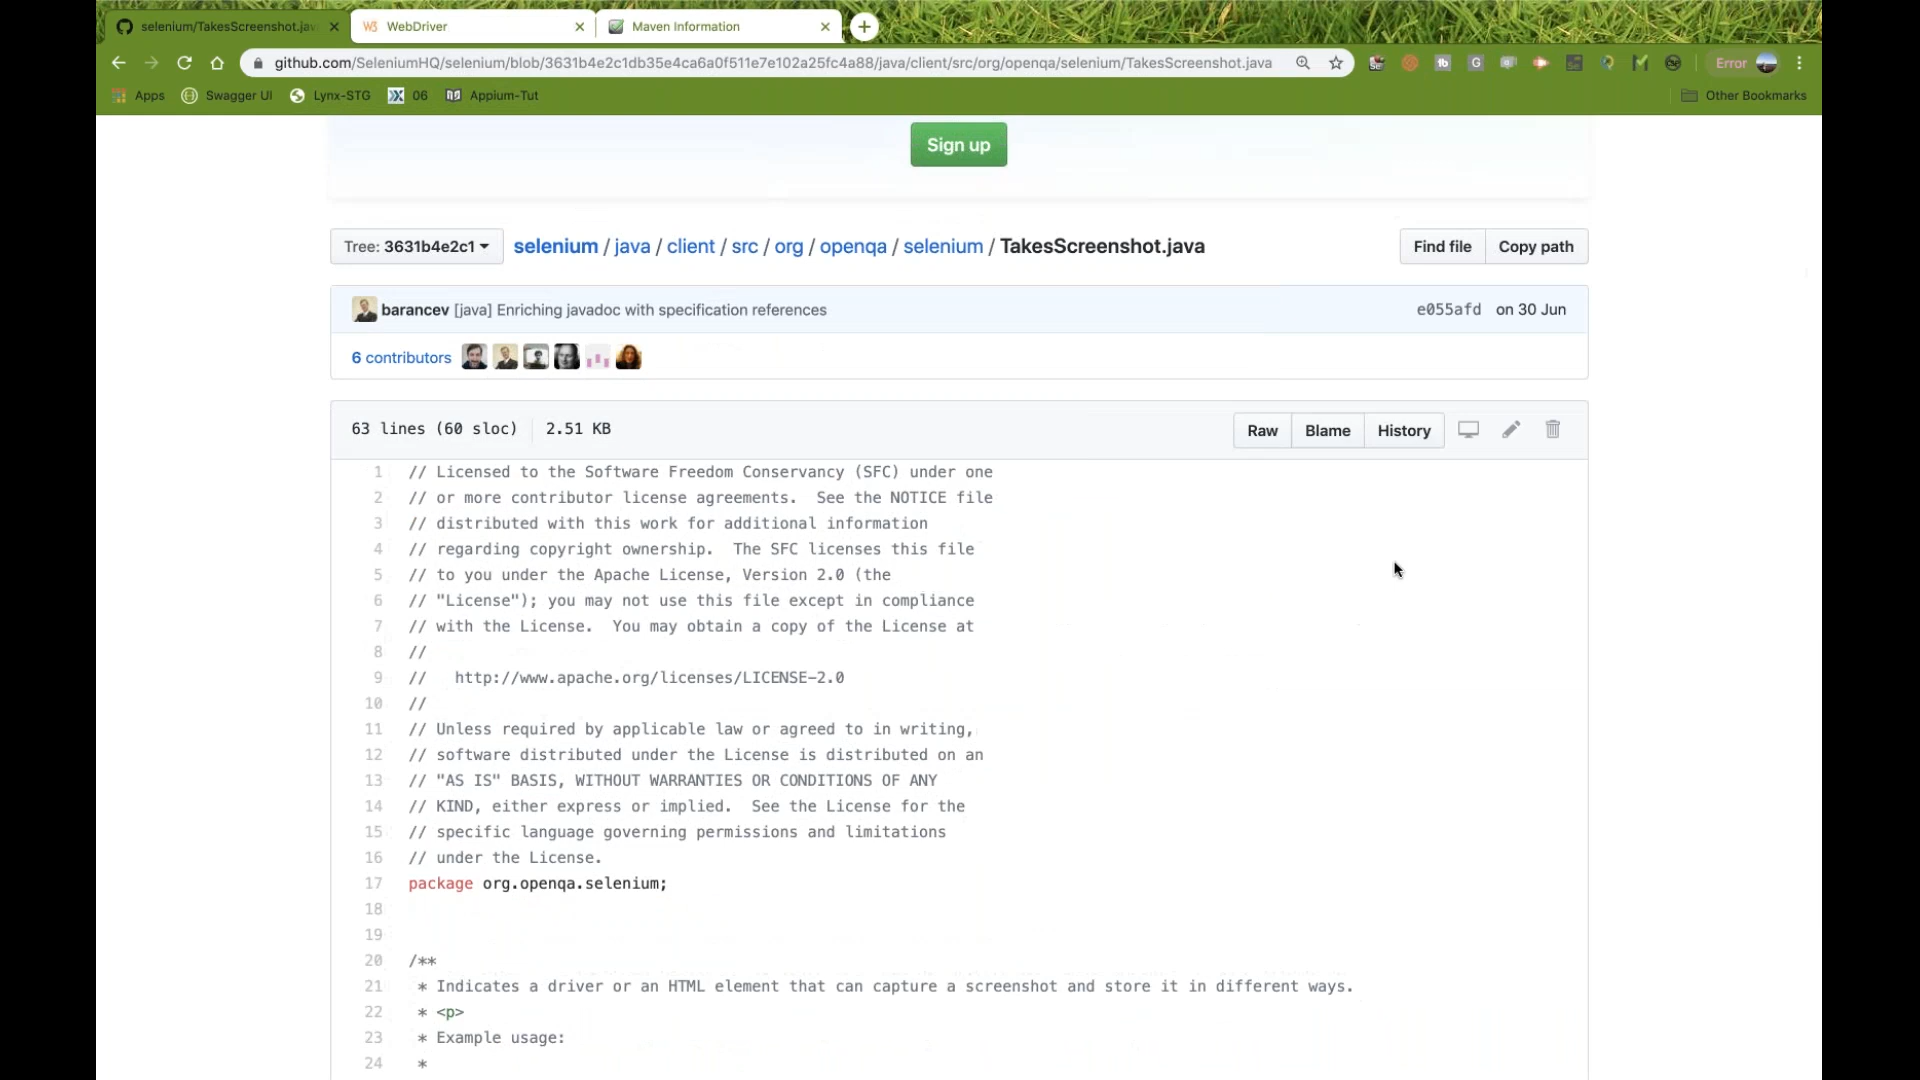 selenium/TakesScreenshot.jav
WebDriver
Maven Information
github.com/SeleniumHQ/selenium/blob/3631b4e2c1db35e4ca6a0f511e7e102a25fc4a88/java/client/src/org/openqa/selenium/TakesScreenshot.java
Error
Apps
Swagger UI
Lynx-STG
06
Appium-Tut
Other Bookmarks
Sign up
Tree: 3631b4e2c1
selenium / java / client / src / org / openqa / selenium / TakesScreenshot.java
Find file
Copy path
barancev [java] Enriching javadoc with specification references
e055afd on 30 Jun
6 contributors
63 lines (60 sloc)
2.51 KB
Raw
Blame
History
1 // Licensed to the Software Freedom Conservancy (SFC) under one
2 // or more contributor license agreements.  See the NOTICE file
3 // distributed with this work for additional information
4 // regarding copyright ownership.  The SFC licenses this file
5 // to you under the Apache License, Version 2.0 (the
6 // "License"); you may not use this file except in compliance
7 // with the License.  You may obtain a copy of the License at
8 //
9 //   http://www.apache.org/licenses/LICENSE-2.0
10 //
11 // Unless required by applicable law or agreed to in writing,
12 // software distributed under the License is distributed on an
13 // "AS IS" BASIS, WITHOUT WARRANTIES OR CONDITIONS OF ANY
14 // KIND, either express or implied.  See the License for the
15 // specific language governing permissions and limitations
16 // under the License.
17 package org.openqa.selenium;
18
19
20 /**
21 * Indicates a driver or an HTML element that can capture a screenshot and store it in different ways.
22 * <p>
23 * Example usage:
24 *